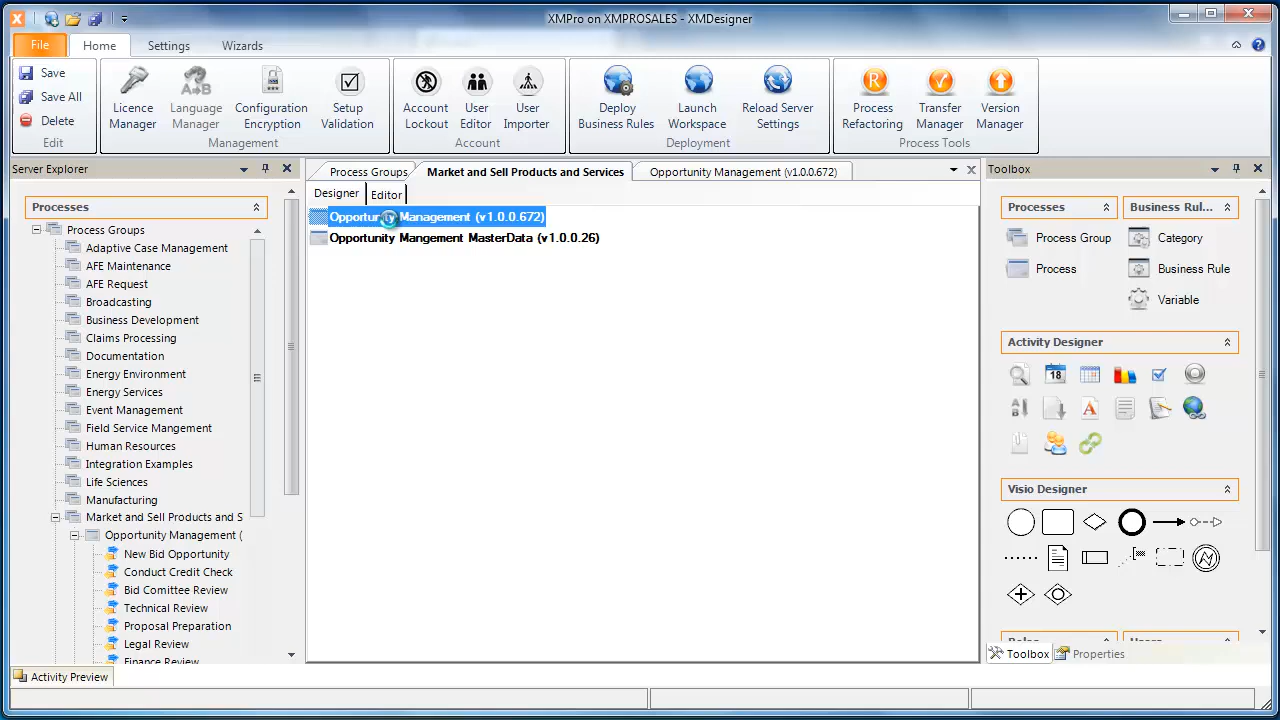 XMPro on XMPROSALES - XMDesigner
File
Home
Settings
Wizards
Save
Save All
Delete
Edit
Licence Manager
Language Manager
Configuration Encryption
Setup Validation
Management
Account Lockout
User Editor
User Importer
Account
Deploy Business Rules
Launch Workspace
Reload Server Settings
Deployment
Process Refactoring
Transfer Manager
Version Manager
Process Tools
Server Explorer
Processes
Process Groups
Adaptive Case Management
AFE Maintenance
AFE Request
Broadcasting
Business Development
Claims Processing
Documentation
Energy Environment
Energy Services
Event Management
Field Service Mangement
Human Resources
Integration Examples
Life Sciences
Manufacturing
Market and Sell Products and S
Opportunity Management (
New Bid Opportunity
Conduct Credit Check
Bid Comittee Review
Technical Review
Proposal Preparation
Legal Review
Finance Review
Activity Preview
Process Groups
Market and Sell Products and Services
Opportunity Management (v1.0.0.672)
Designer
Editor
Opportunity Management (v1.0.0.672)
Opportunity Mangement MasterData (v1.0.0.26)
Toolbox
Processes
Business Rul...
Process Group
Category
Process
Business Rule
Variable
Activity Designer
18
Visio Designer
Roles
Users
Toolbox
Properties